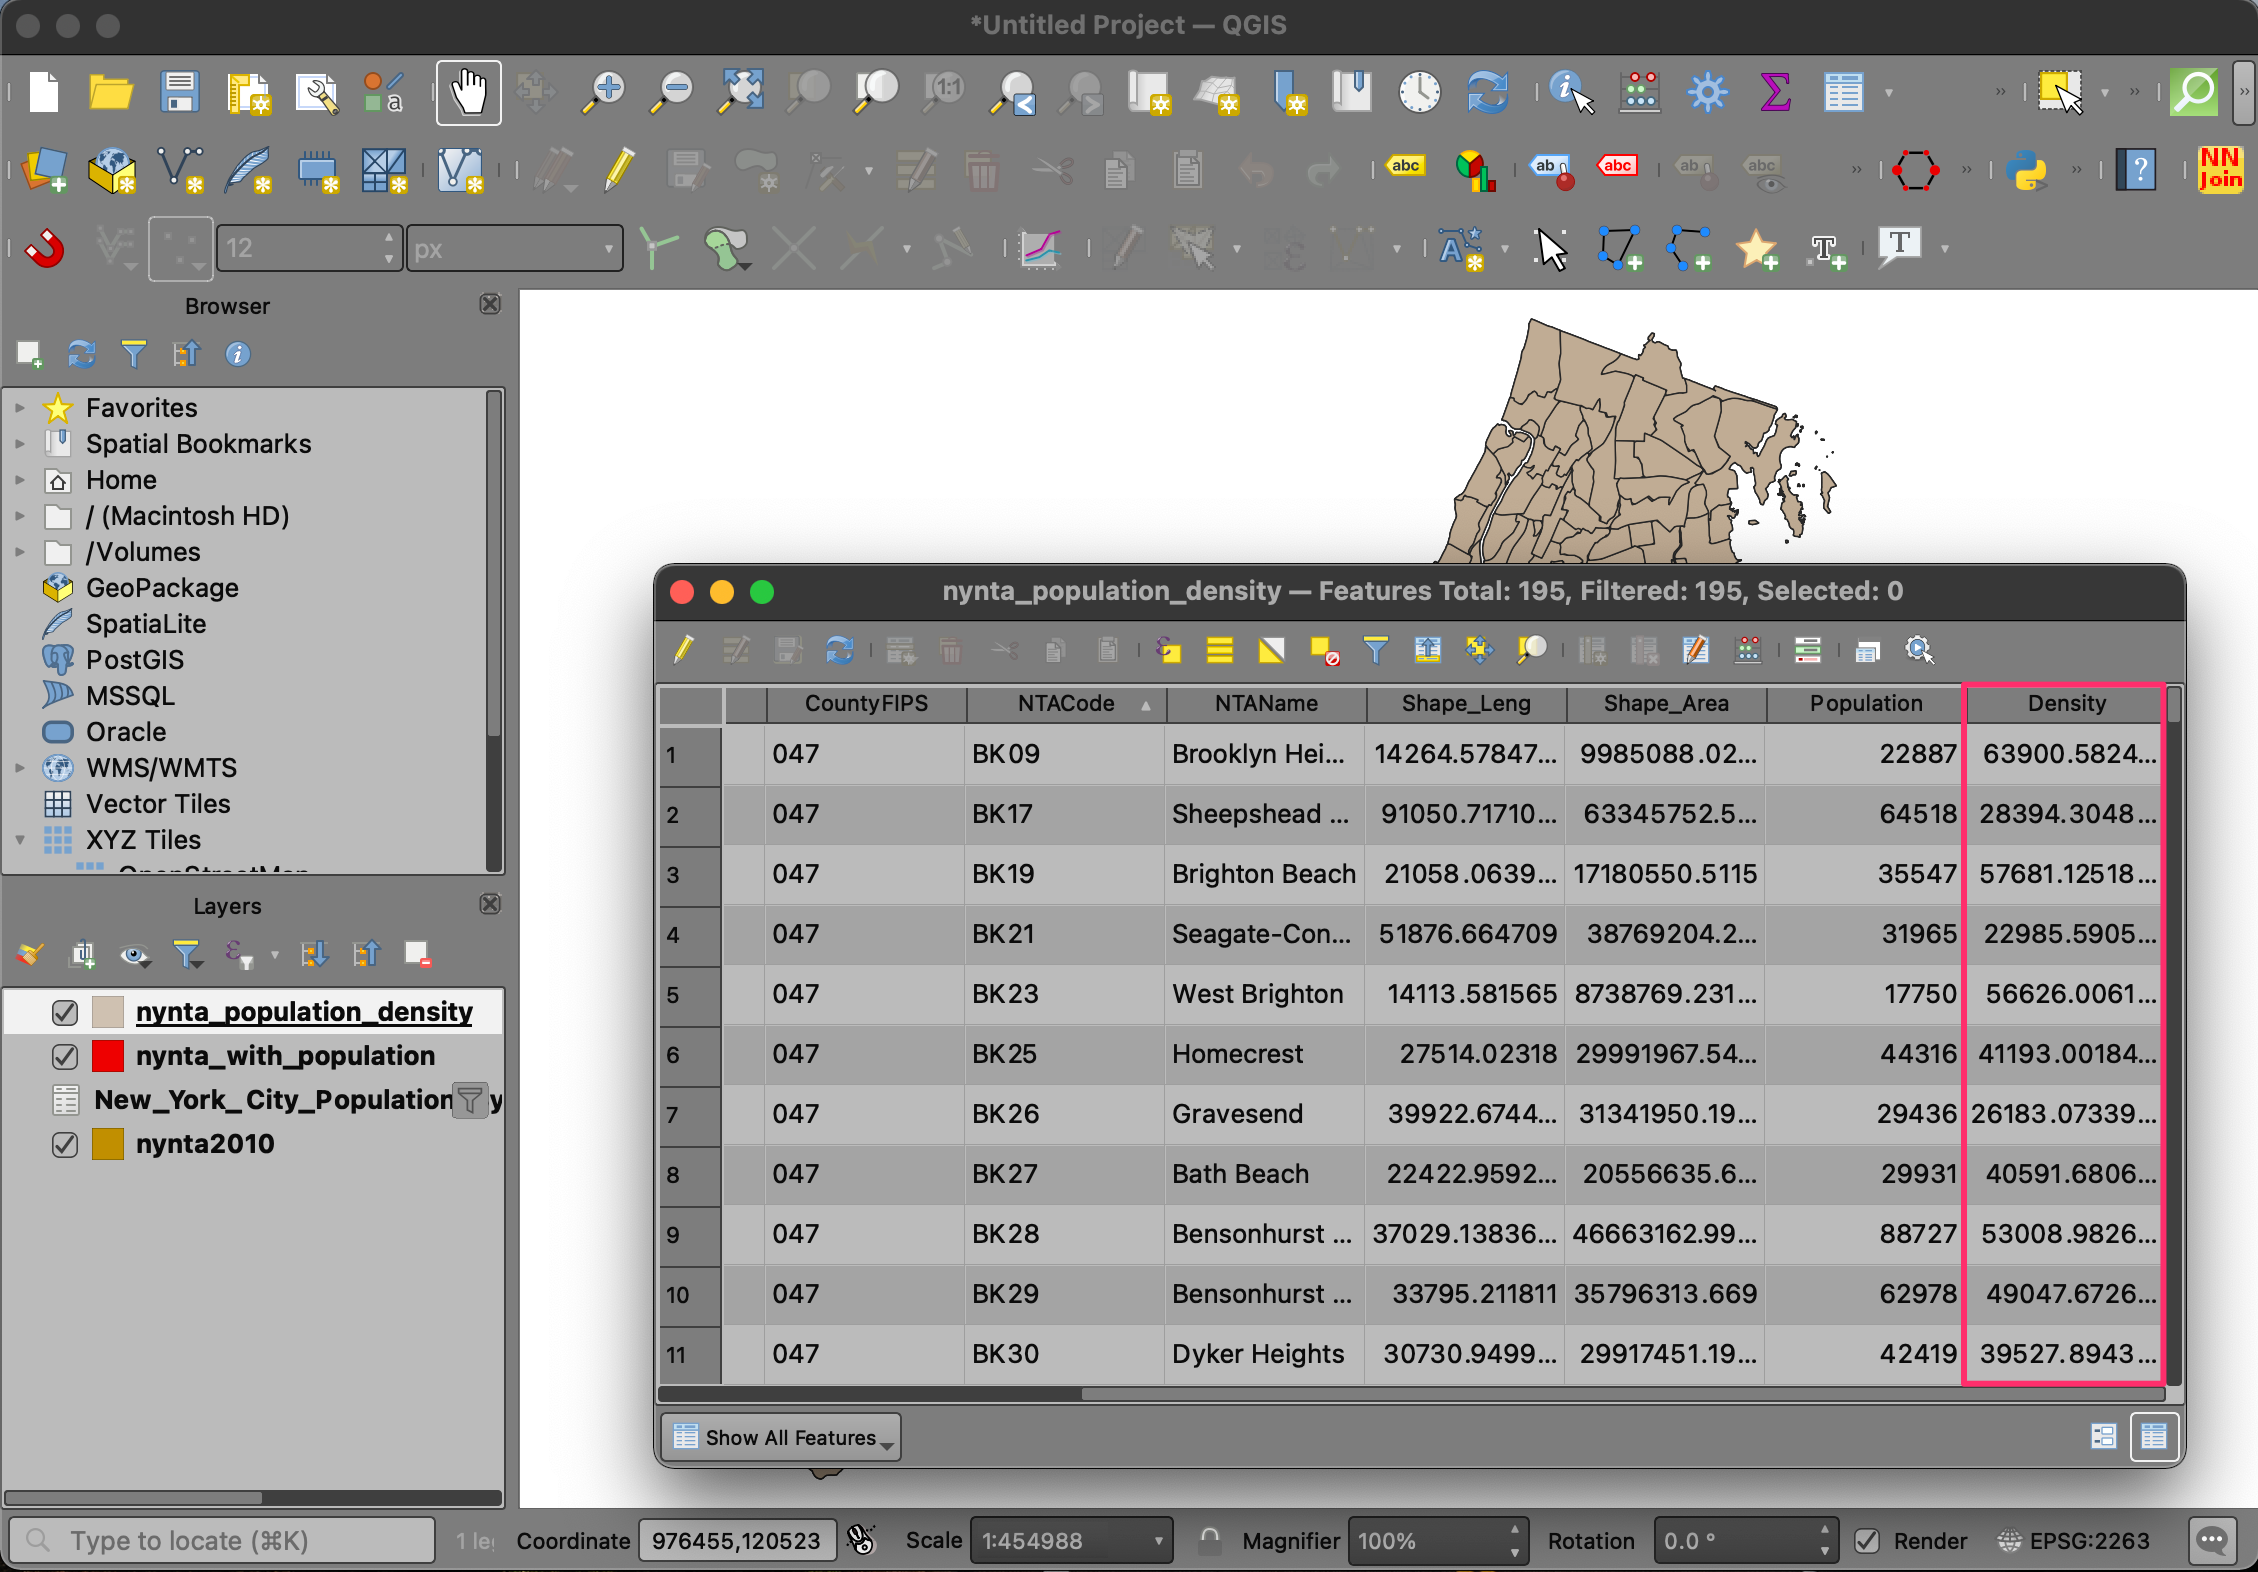 *Untitled Project — QGIS
1:1
a
abc
ab
abc
ab
abc
?
NN
Join
12
px
A
T
T
Browser
Favorites
Spatial Bookmarks
Home
/ (Macintosh HD)
/Volumes
GeoPackage
SpatiaLite
PostGIS
MSSQL
Oracle
WMS/WMTS
Vector Tiles
XYZ Tiles
OpenStreetMap
Layers
nynta_population_density
nynta_with_population
New_York_City_Population
nynta2010
nynta_population_density — Features Total: 195, Filtered: 195, Selected: 0
CountyFIPS NTACode NTAName Shape_Leng Shape_Area Population Density
1 047 BK09 Brooklyn Hei... 14264.57847... 9985088.02... 22887 63900.5824...
2 047 BK17 Sheepshead ... 91050.71710... 63345752.5... 64518 28394.3048...
3 047 BK19 Brighton Beach 21058.0639... 17180550.5115 35547 57681.12518...
4 047 BK21 Seagate-Con... 51876.664709 38769204.2... 31965 22985.5905...
5 047 BK23 West Brighton 14113.581565 8738769.231... 17750 56626.0061...
6 047 BK25 Homecrest 27514.02318 29991967.54... 44316 41193.00184...
7 047 BK26 Gravesend 39922.6744... 31341950.19... 29436 26183.07339...
8 047 BK27 Bath Beach 22422.9592... 20556635.6... 29931 40591.6806...
9 047 BK28 Bensonhurst ... 37029.13836... 46663162.99... 88727 53008.9826...
10 047 BK29 Bensonhurst ... 33795.211811 35796313.669 62978 49047.6726...
11 047 BK30 Dyker Heights 30730.9499... 29917451.19... 42419 39527.8943...
Show All Features
Type to locate (⌘K) 1 leg Coordinate 976455,120523 Scale 1:454988 Magnifier 100% Rotation 0.0 ° Render EPSG:2263